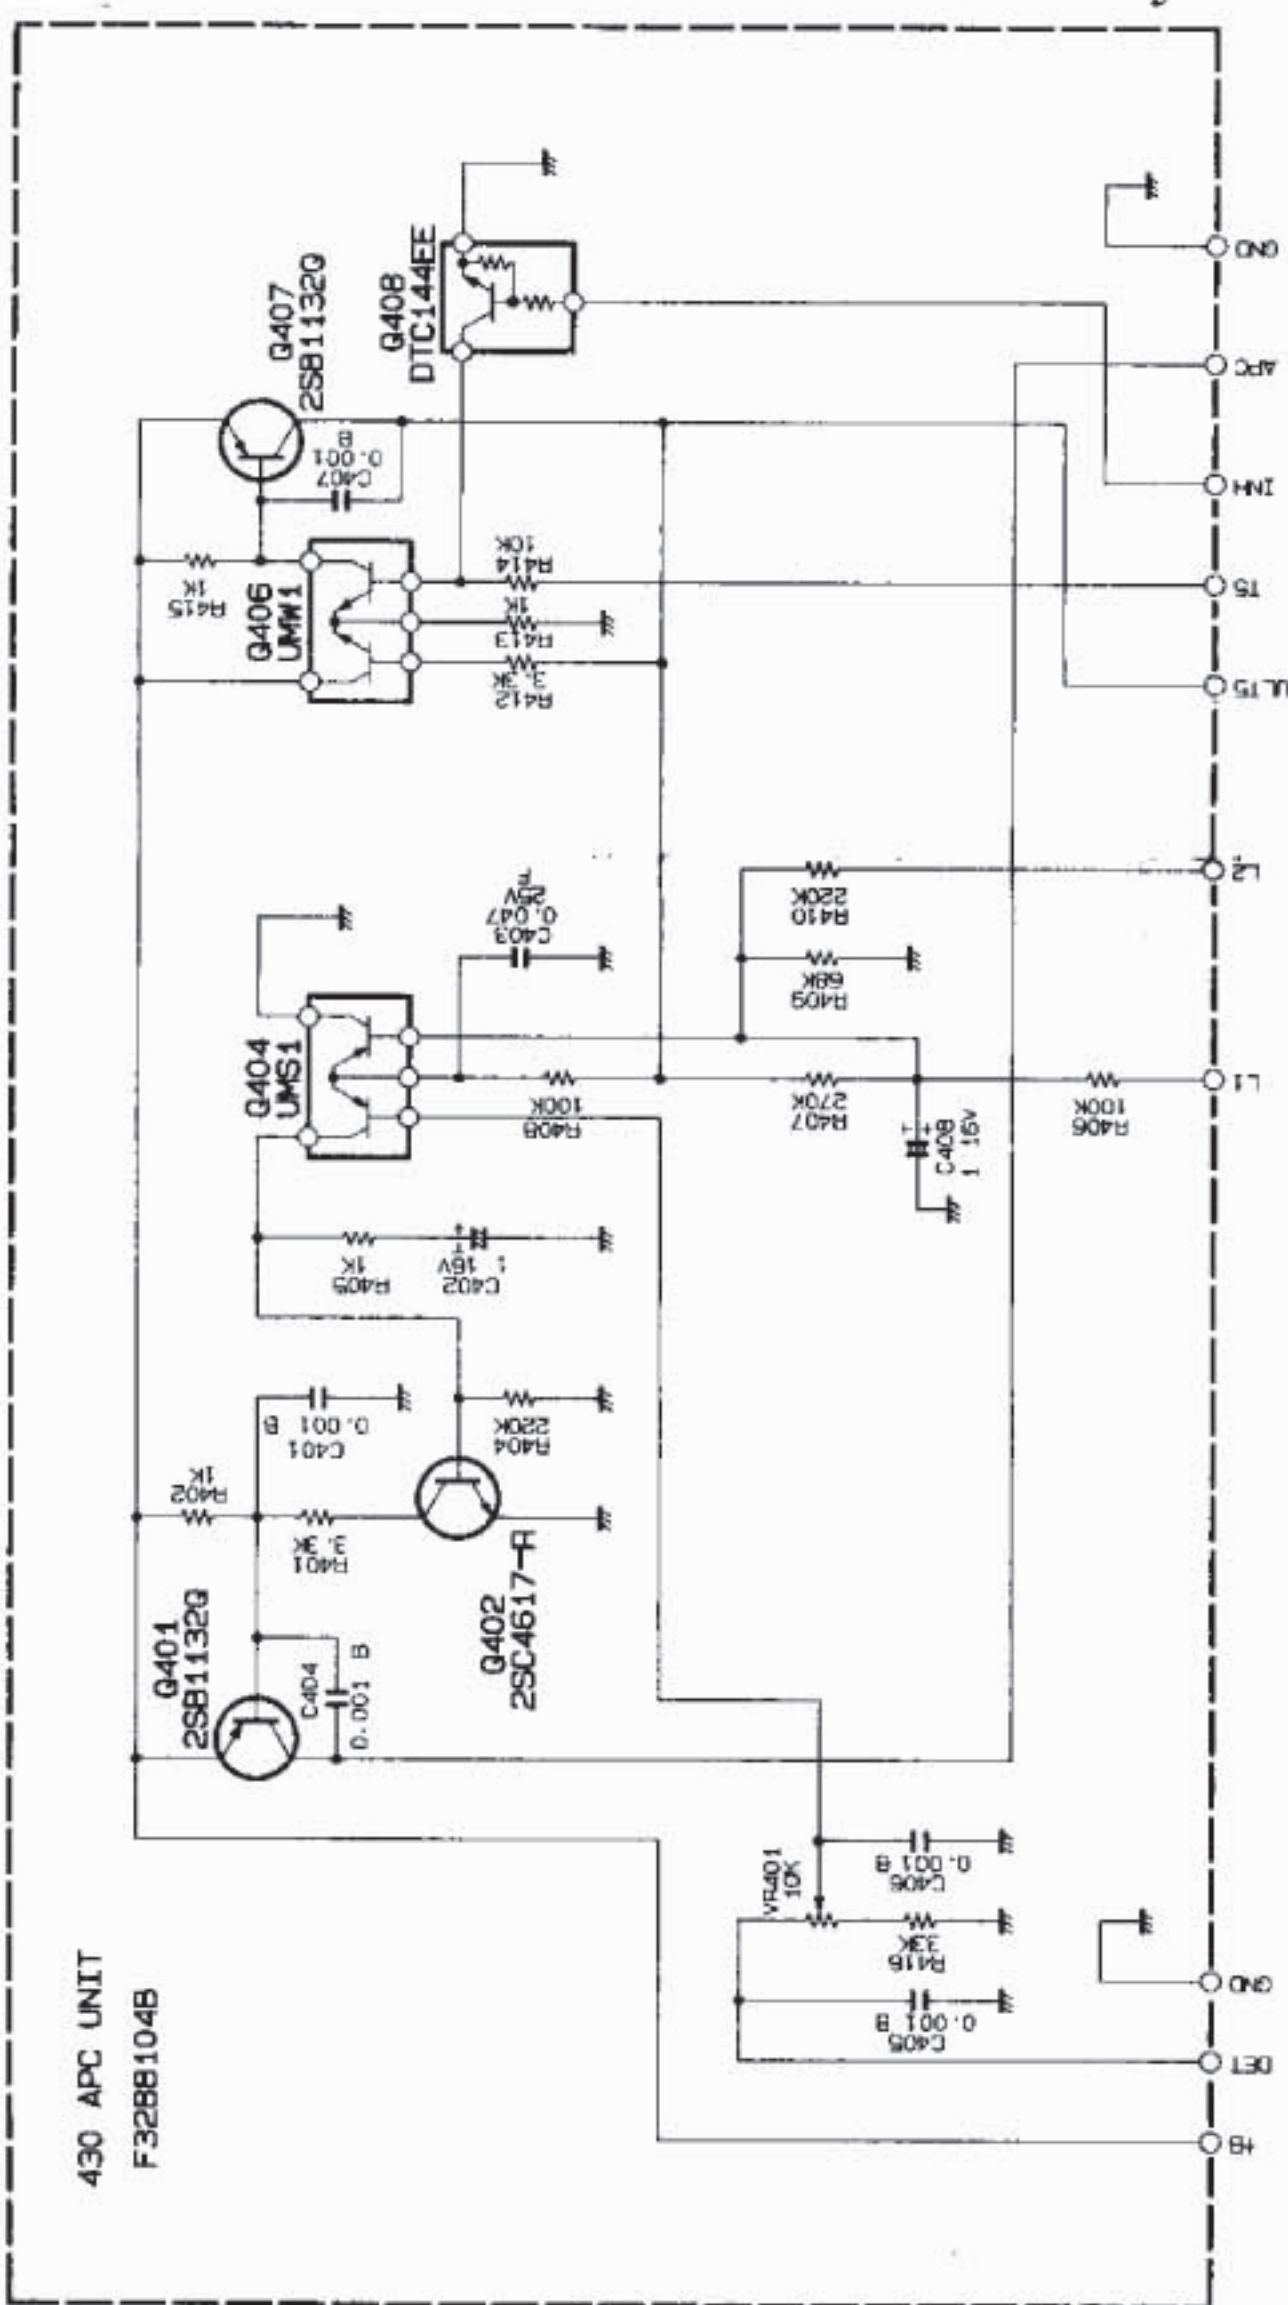 430 APC UNIT
F3288104B
Q401
2SB1132Q
R402
1K
C404
0.001 B
R401
3.3K
C401
0.001 B
Q402
2SC4617-R
R404
220K
R405
1K
C402
1 16V
Q404
UMS1
R408
100K
C403
0.047
25V
Q406
UMW1
R415
1K
R412
3.3K
R413
1K
R414
10K
Q407
2SB1132Q
C407
0.001
B
Q408
DTC144EE
VR401
10K
C406
0.001 B
R416
33K
C405
0.001 B
R407
270K
C408
1 16V
R406
100K
R409
68K
R410
220K
+B
DET
GND
L1
L2
ULT5
T5
INH
APC
GND